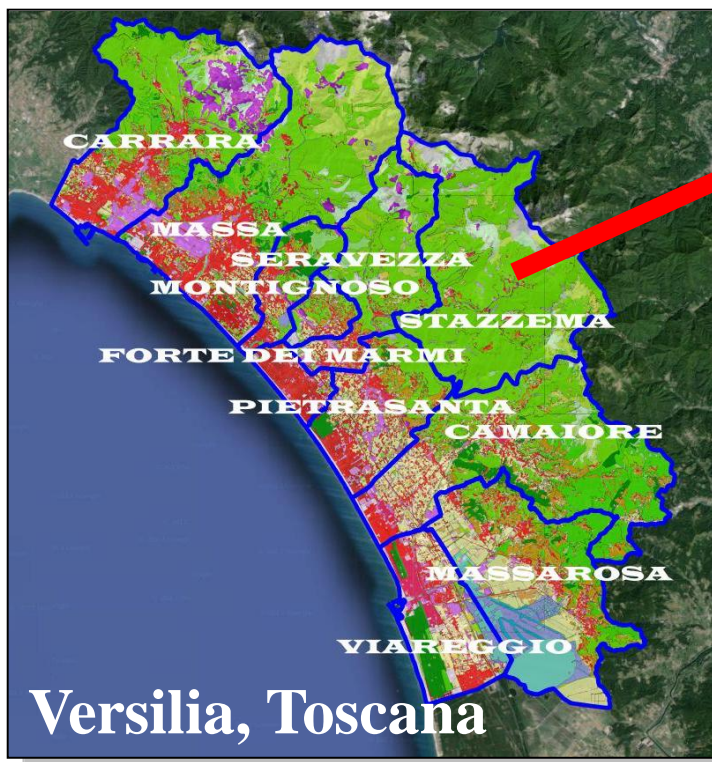 CARRARA
MASSA
SERAVEZZA
MONTIGNOSO
STAZZEMA
FORTE DEI MARMI
PIETRASANTA
CAMAIORE
MASSAROSA
VIAREGGIO
Versilia, Toscana